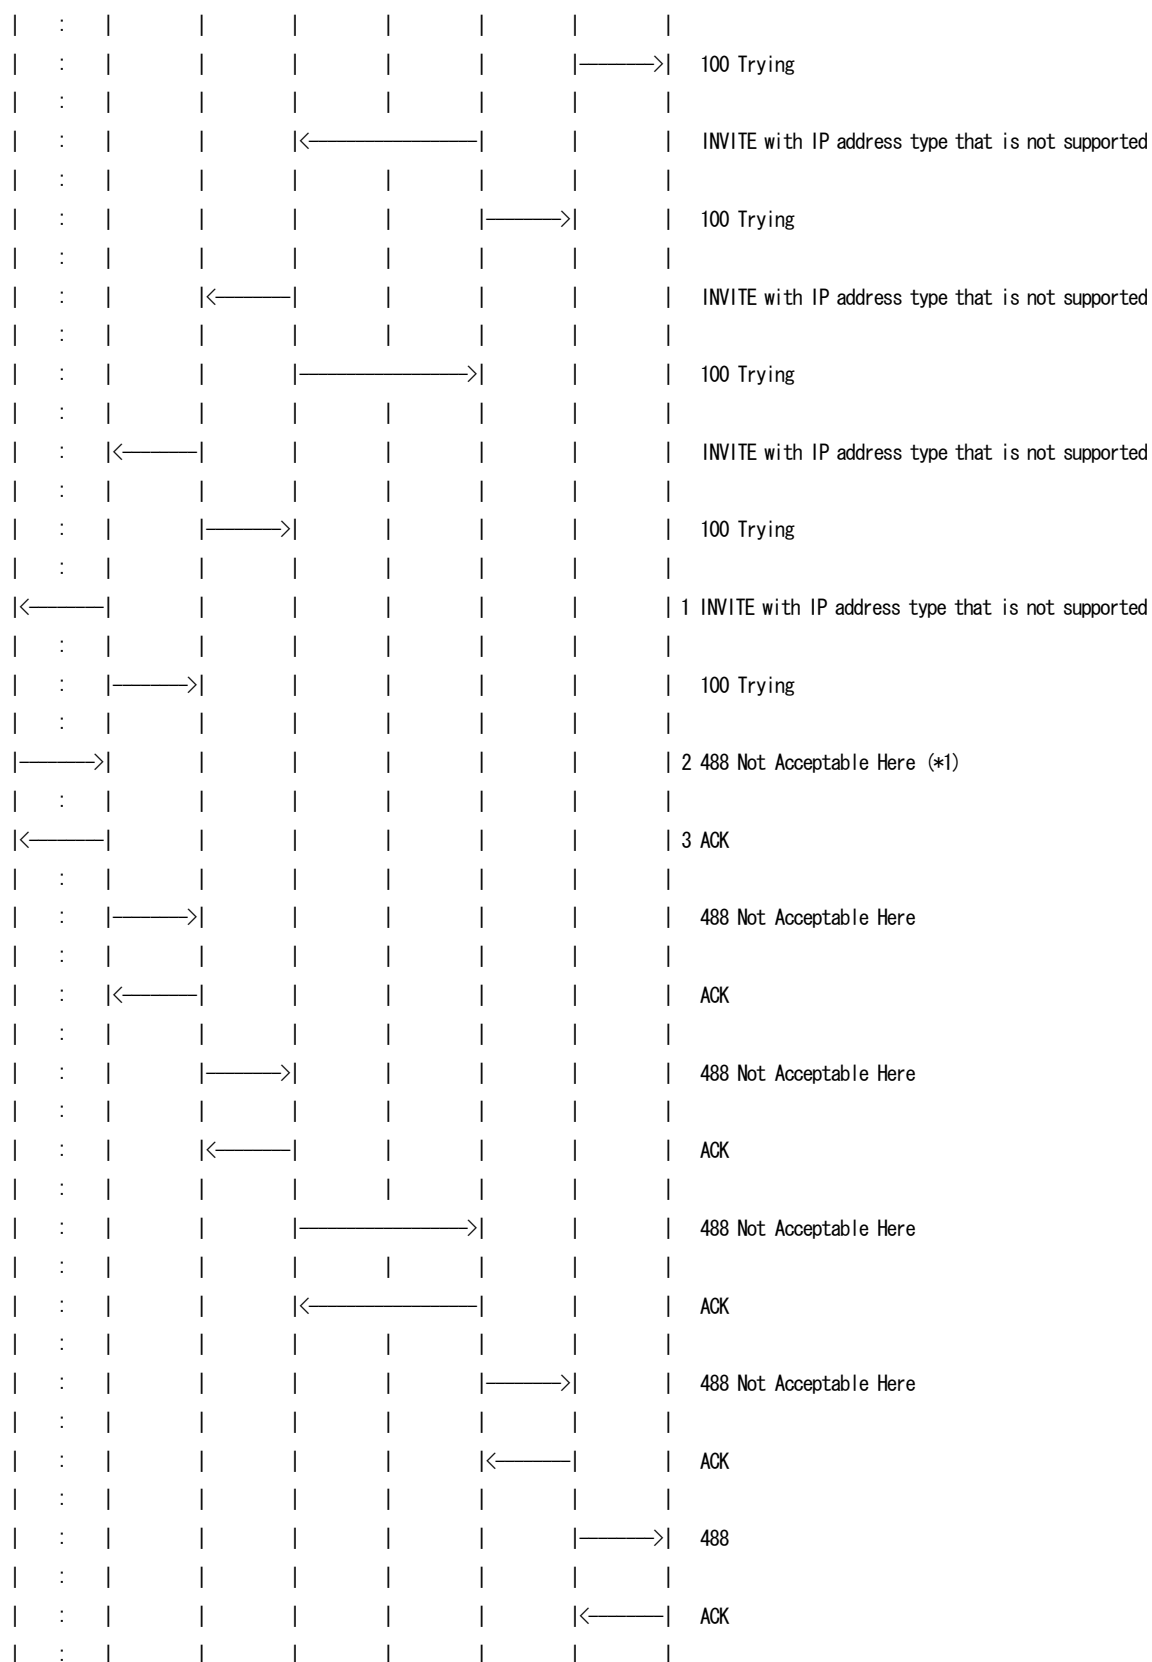 100 Trying
INVITE with IP address type that is not supported
100 Trying
INVITE with IP address type that is not supported
100 Trying
INVITE with IP address type that is not supported
100 Trying
1 INVITE with IP address type that is not supported
100 Trying
2 488 Not Acceptable Here (*1)
3 ACK
488 Not Acceptable Here
ACK
488 Not Acceptable Here
ACK
488 Not Acceptable Here
ACK
488 Not Acceptable Here
ACK
488
ACK